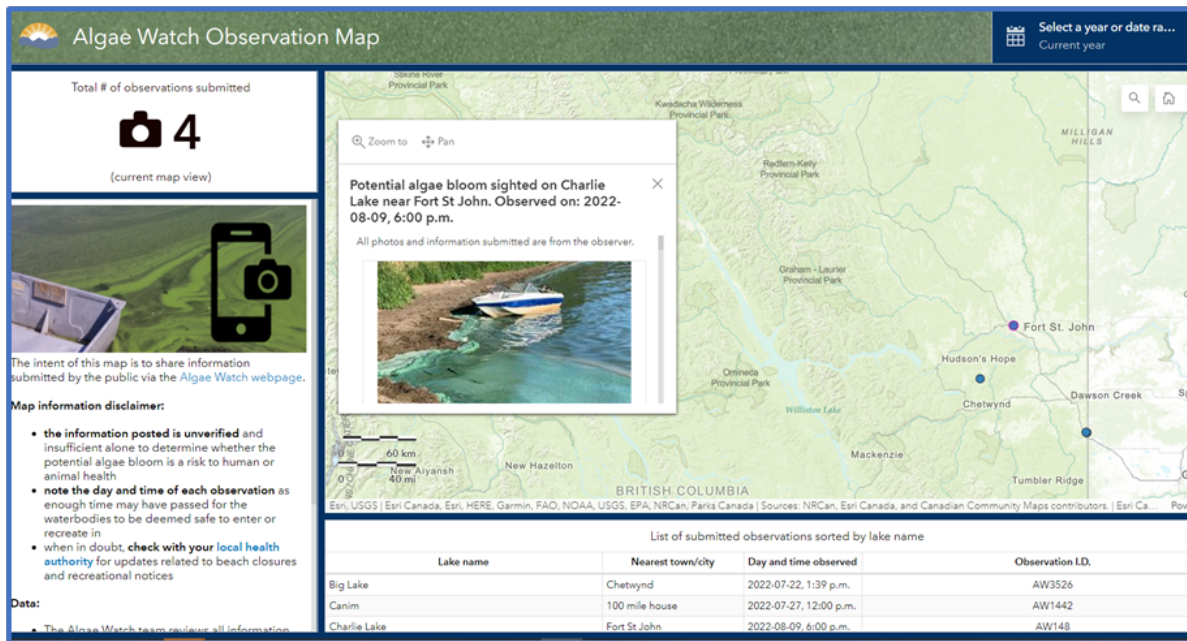 Algae Watch Observation Map
Select a year or date ra...
Current year
Total # of observations submitted
4
(current map view)
The intent of this map is to share information
submitted by the public via the Algae Watch webpage.
Map information disclaimer:
• the information posted is unverified and
insufficient alone to determine whether the
potential algae bloom is a risk to human or
animal health
• note the day and time of each observation as
enough time may have passed for the
waterbodies to be deemed safe to enter or
recreate in
• when in doubt, check with your local health
authority for updates related to beach closures
and recreational notices
Data:
• The Algae Watch team reviews all information
Stikine River
Provincial Park
Kwadacha Wilderness
Provincial Park
MILLIGAN
HILLS
Redfern-Keily
Provincial Park
Zoom to Pan
Potential algae bloom sighted on Charlie
Lake near Fort St John. Observed on: 2022-
08-09, 6:00 p.m.
All photos and information submitted are from the observer.
Graham - Laurier
Provincial Park
Fort St. John
Hudson's Hope
Omineca
Provincial Park
Chetwynd
Dawson Creek
Williston Lake
0 60 km
0 40 mi
New Aiyansh
New Hazelton
Mackenzie
Tumbler Ridge
BRITISH COLUMBIA
Esri, USGS | Esri Canada, Esri, HERE, Garmin, FAO, NOAA, USGS, EPA, NRCan, Parks Canada | Sources: NRCan, Esri Canada, and Canadian Community Maps contributors. | Esri Ca... Pow
List of submitted observations sorted by lake name
Lake name Nearest town/city Day and time observed Observation I.D.
Big Lake Chetwynd 2022-07-22, 1:39 p.m. AW3526
Canim 100 mile house 2022-07-27, 12:00 p.m. AW1442
Charlie Lake Fort St John 2022-08-09, 6:00 p.m. AW148